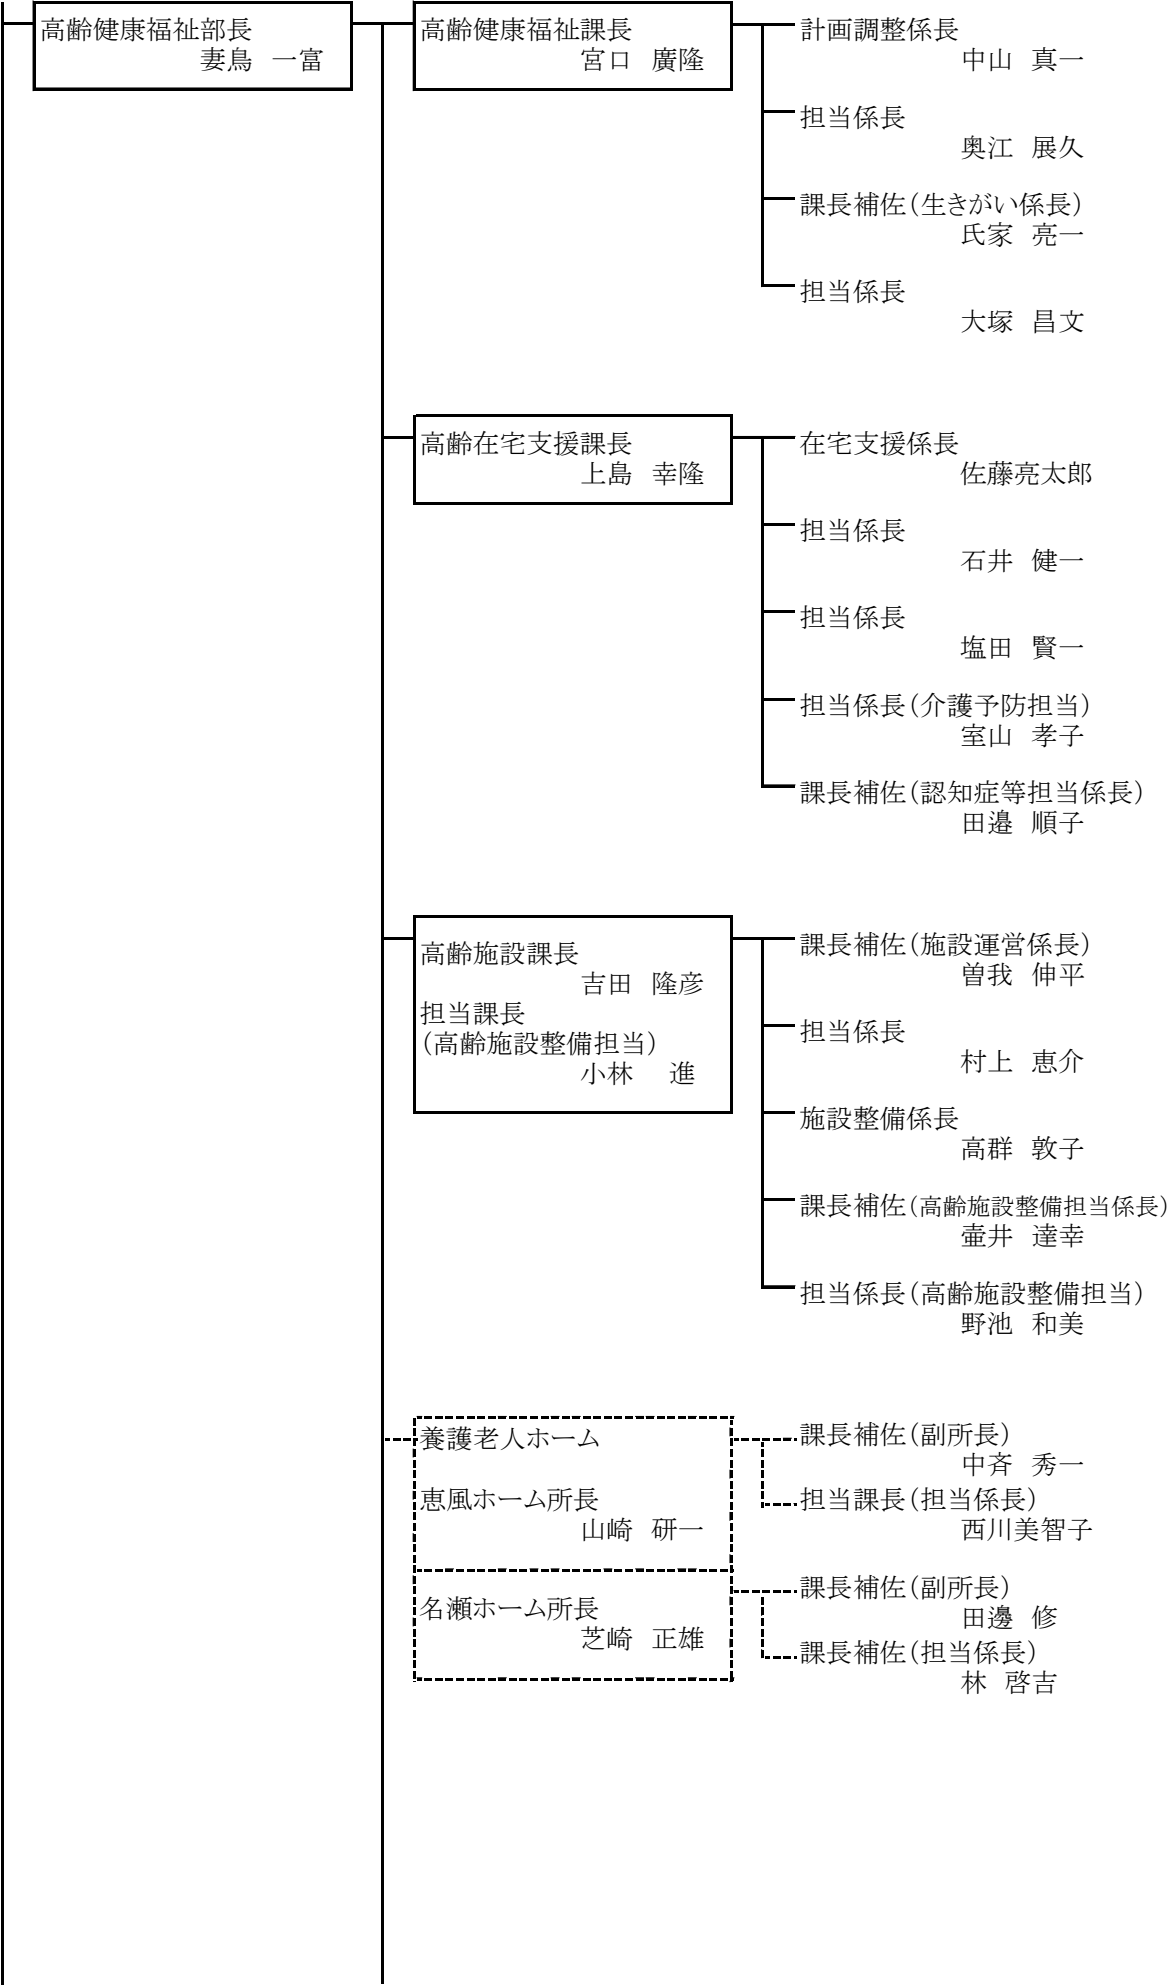 高齢健康福祉部長
妻鳥 一富
高齢健康福祉課長
宮口 廣隆
計画調整係長
中山 真一
担当係長
奥江 展久
課長補佐(生きがい係長)
氏家 亮一
担当係長
大塚 昌文
高齢在宅支援課長
上島 幸隆
在宅支援係長
佐藤亮太郎
担当係長
石井 健一
担当係長
塩田 賢一
担当係長(介護予防担当)
室山 孝子
課長補佐(認知症等担当係長)
田邉 順子
高齢施設課長
吉田 隆彦
担当課長
(高齢施設整備担当)
小林 進
課長補佐(施設運営係長)
曽我 伸平
担当係長
村上 恵介
施設整備係長
高群 敦子
課長補佐(高齢施設整備担当係長)
壷井 達幸
担当係長(高齢施設整備担当)
野池 和美
養護老人ホーム
恵風ホーム所長
山崎 研一
課長補佐(副所長)
中斉 秀一
担当課長(担当係長)
西川美智子
名瀬ホーム所長
芝崎 正雄
課長補佐(副所長)
田邊 修
課長補佐(担当係長)
林 啓吉